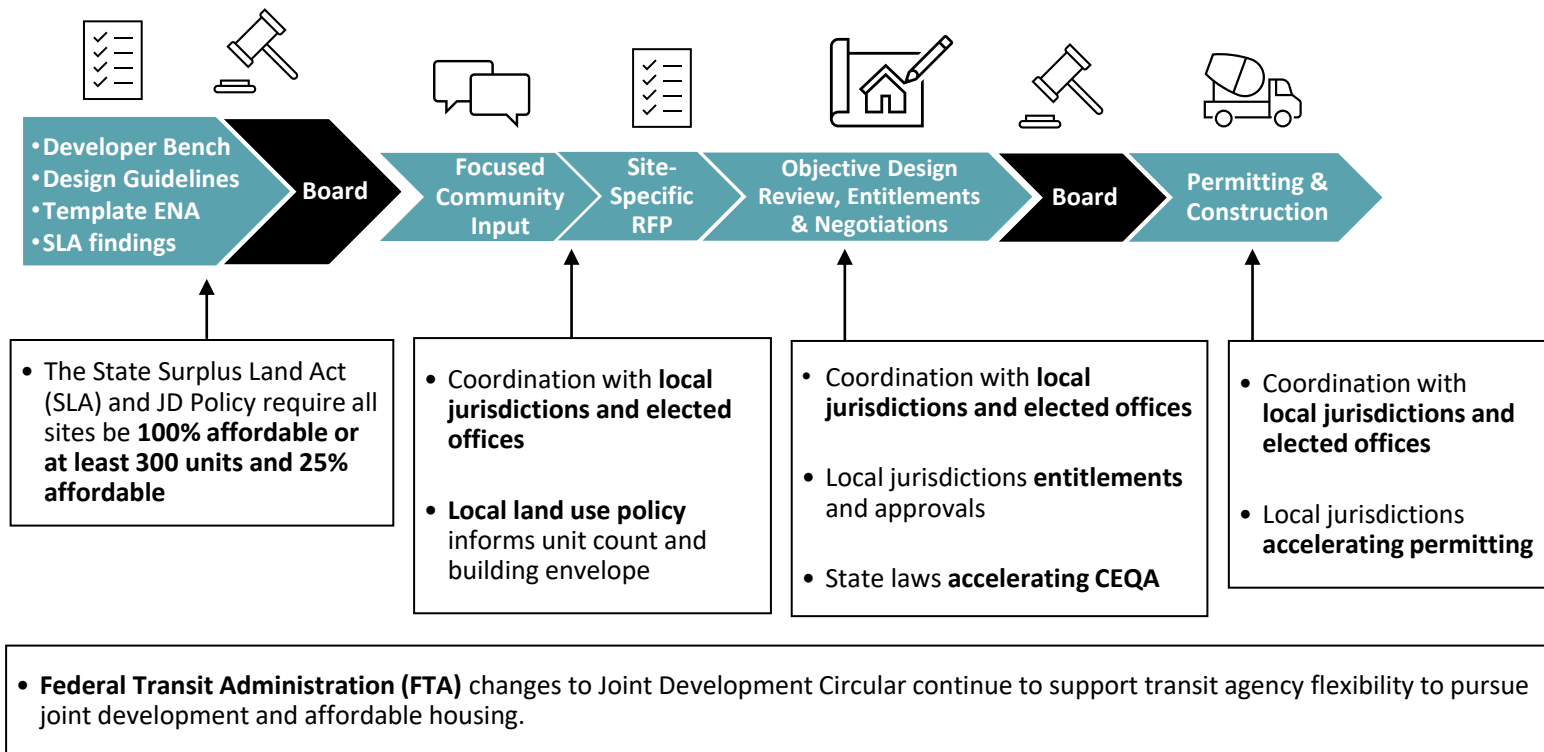 • Developer Bench
• Design Guidelines
• Template ENA
• SLA findings
Board
Focused
Community
Input
Site-
Specific
RFP
Objective Design
Review, Entitlements
& Negotiations
Board
Permitting &
Construction
• The State Surplus Land Act
(SLA) and JD Policy require all
sites be 100% affordable or
at least 300 units and 25%
affordable
• Coordination with local
jurisdictions and elected
offices
• Local land use policy
informs unit count and
building envelope
• Coordination with local
jurisdictions and elected offices
• Local jurisdictions entitlements
and approvals
• State laws accelerating CEQA
• Coordination with
local jurisdictions and
elected offices
• Local jurisdictions
accelerating permitting
• Federal Transit Administration (FTA) changes to Joint Development Circular continue to support transit agency flexibility to pursue
joint development and affordable housing.